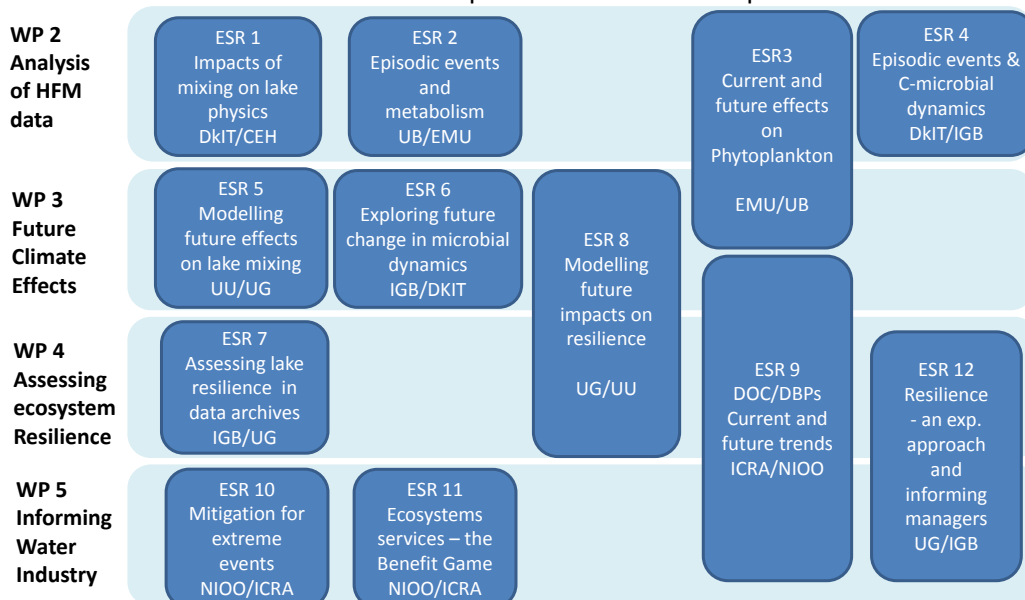 WP 2
Analysis
of HFM
data
ESR 1
Impacts of
mixing on lake
physics
DkIT/CEH
ESR 2
Episodic events
and
metabolism
UB/EMU
ESR3
Current and
future effects
on
Phytoplankton
EMU/UB
ESR 4
Episodic events &
C-microbial
dynamics
DkIT/IGB
WP 3
Future
Climate
Effects
ESR 5
Modelling
future effects
on lake mixing
UU/UG
ESR 6
Exploring future
change in microbial
dynamics
IGB/DKIT
ESR 8
Modelling
future
impacts on
resilience
UG/UU
WP 4
Assessing
ecosystem
Resilience
ESR 7
Assessing lake
resilience in
data archives
IGB/UG
ESR 9
DOC/DBPs
Current and
future trends
ICRA/NIOO
ESR 12
Resilience
- an exp.
approach
and
informing
managers
UG/IGB
WP 5
Informing
Water
Industry
ESR 10
Mitigation for
extreme
events
NIOO/ICRA
ESR 11
Ecosystems
services – the
Benefit Game
NIOO/ICRA